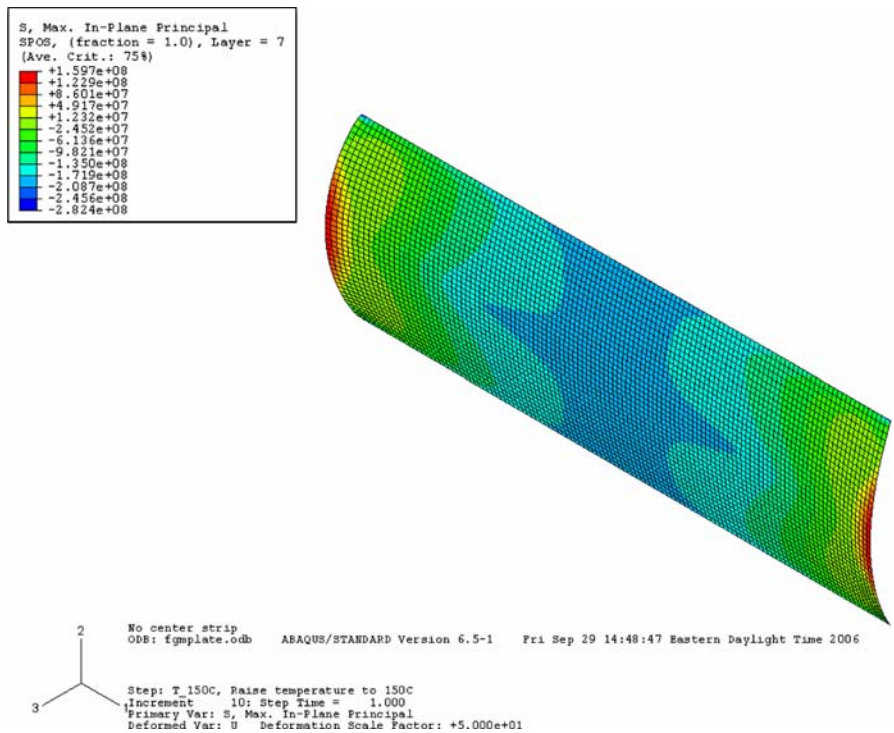 S, Max. In-Plane Principal
SPOS, (fraction = 1.0), Layer = 7
(Ave. Crit.: 75%)
+1.597e+08
+1.229e+08
+8.601e+07
+4.917e+07
+1.232e+07
-2.452e+07
-6.136e+07
-9.821e+07
-1.350e+08
-1.719e+08
-2.087e+08
-2.456e+08
-2.824e+08
2
3
1
No center strip
ODB: fgmplate.odb ABAQUS/STANDARD Version 6.5-1 Fri Sep 29 14:48:47 Eastern Daylight Time 2006
Step: T_150C, Raise temperature to 150C
Increment 10: Step Time = 1.000
Primary Var: S, Max. In-Plane Principal
Deformed Var: U Deformation Scale Factor: +5.000e+01